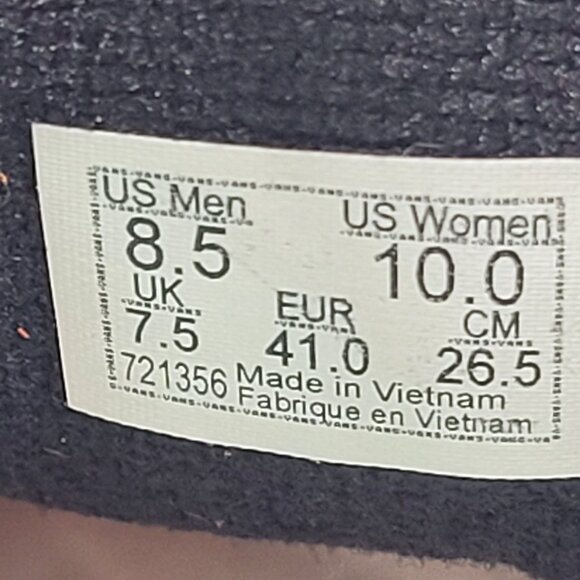 US Men US Women
8.5 10.0
UK EUR CM
7.5 41.0 26.5
721356 Made in Vietnam
Fabrique en Vietnam